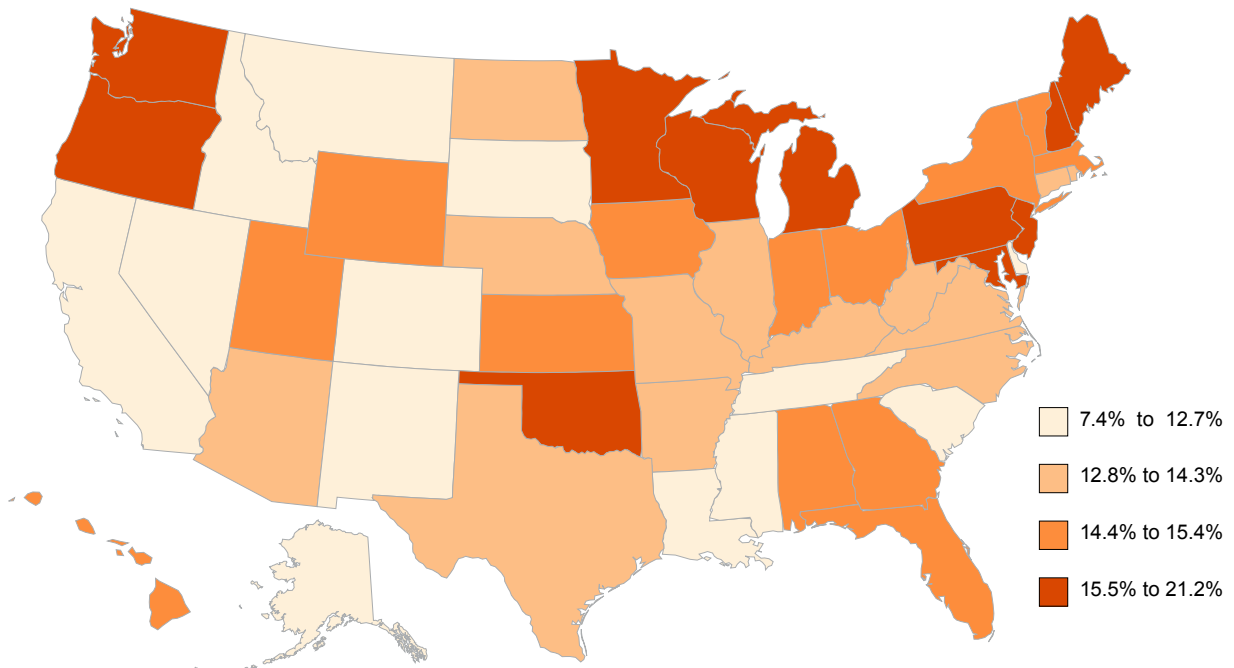 7.4% to 12.7%
12.8% to 14.3%
14.4% to 15.4%
15.5% to 21.2%